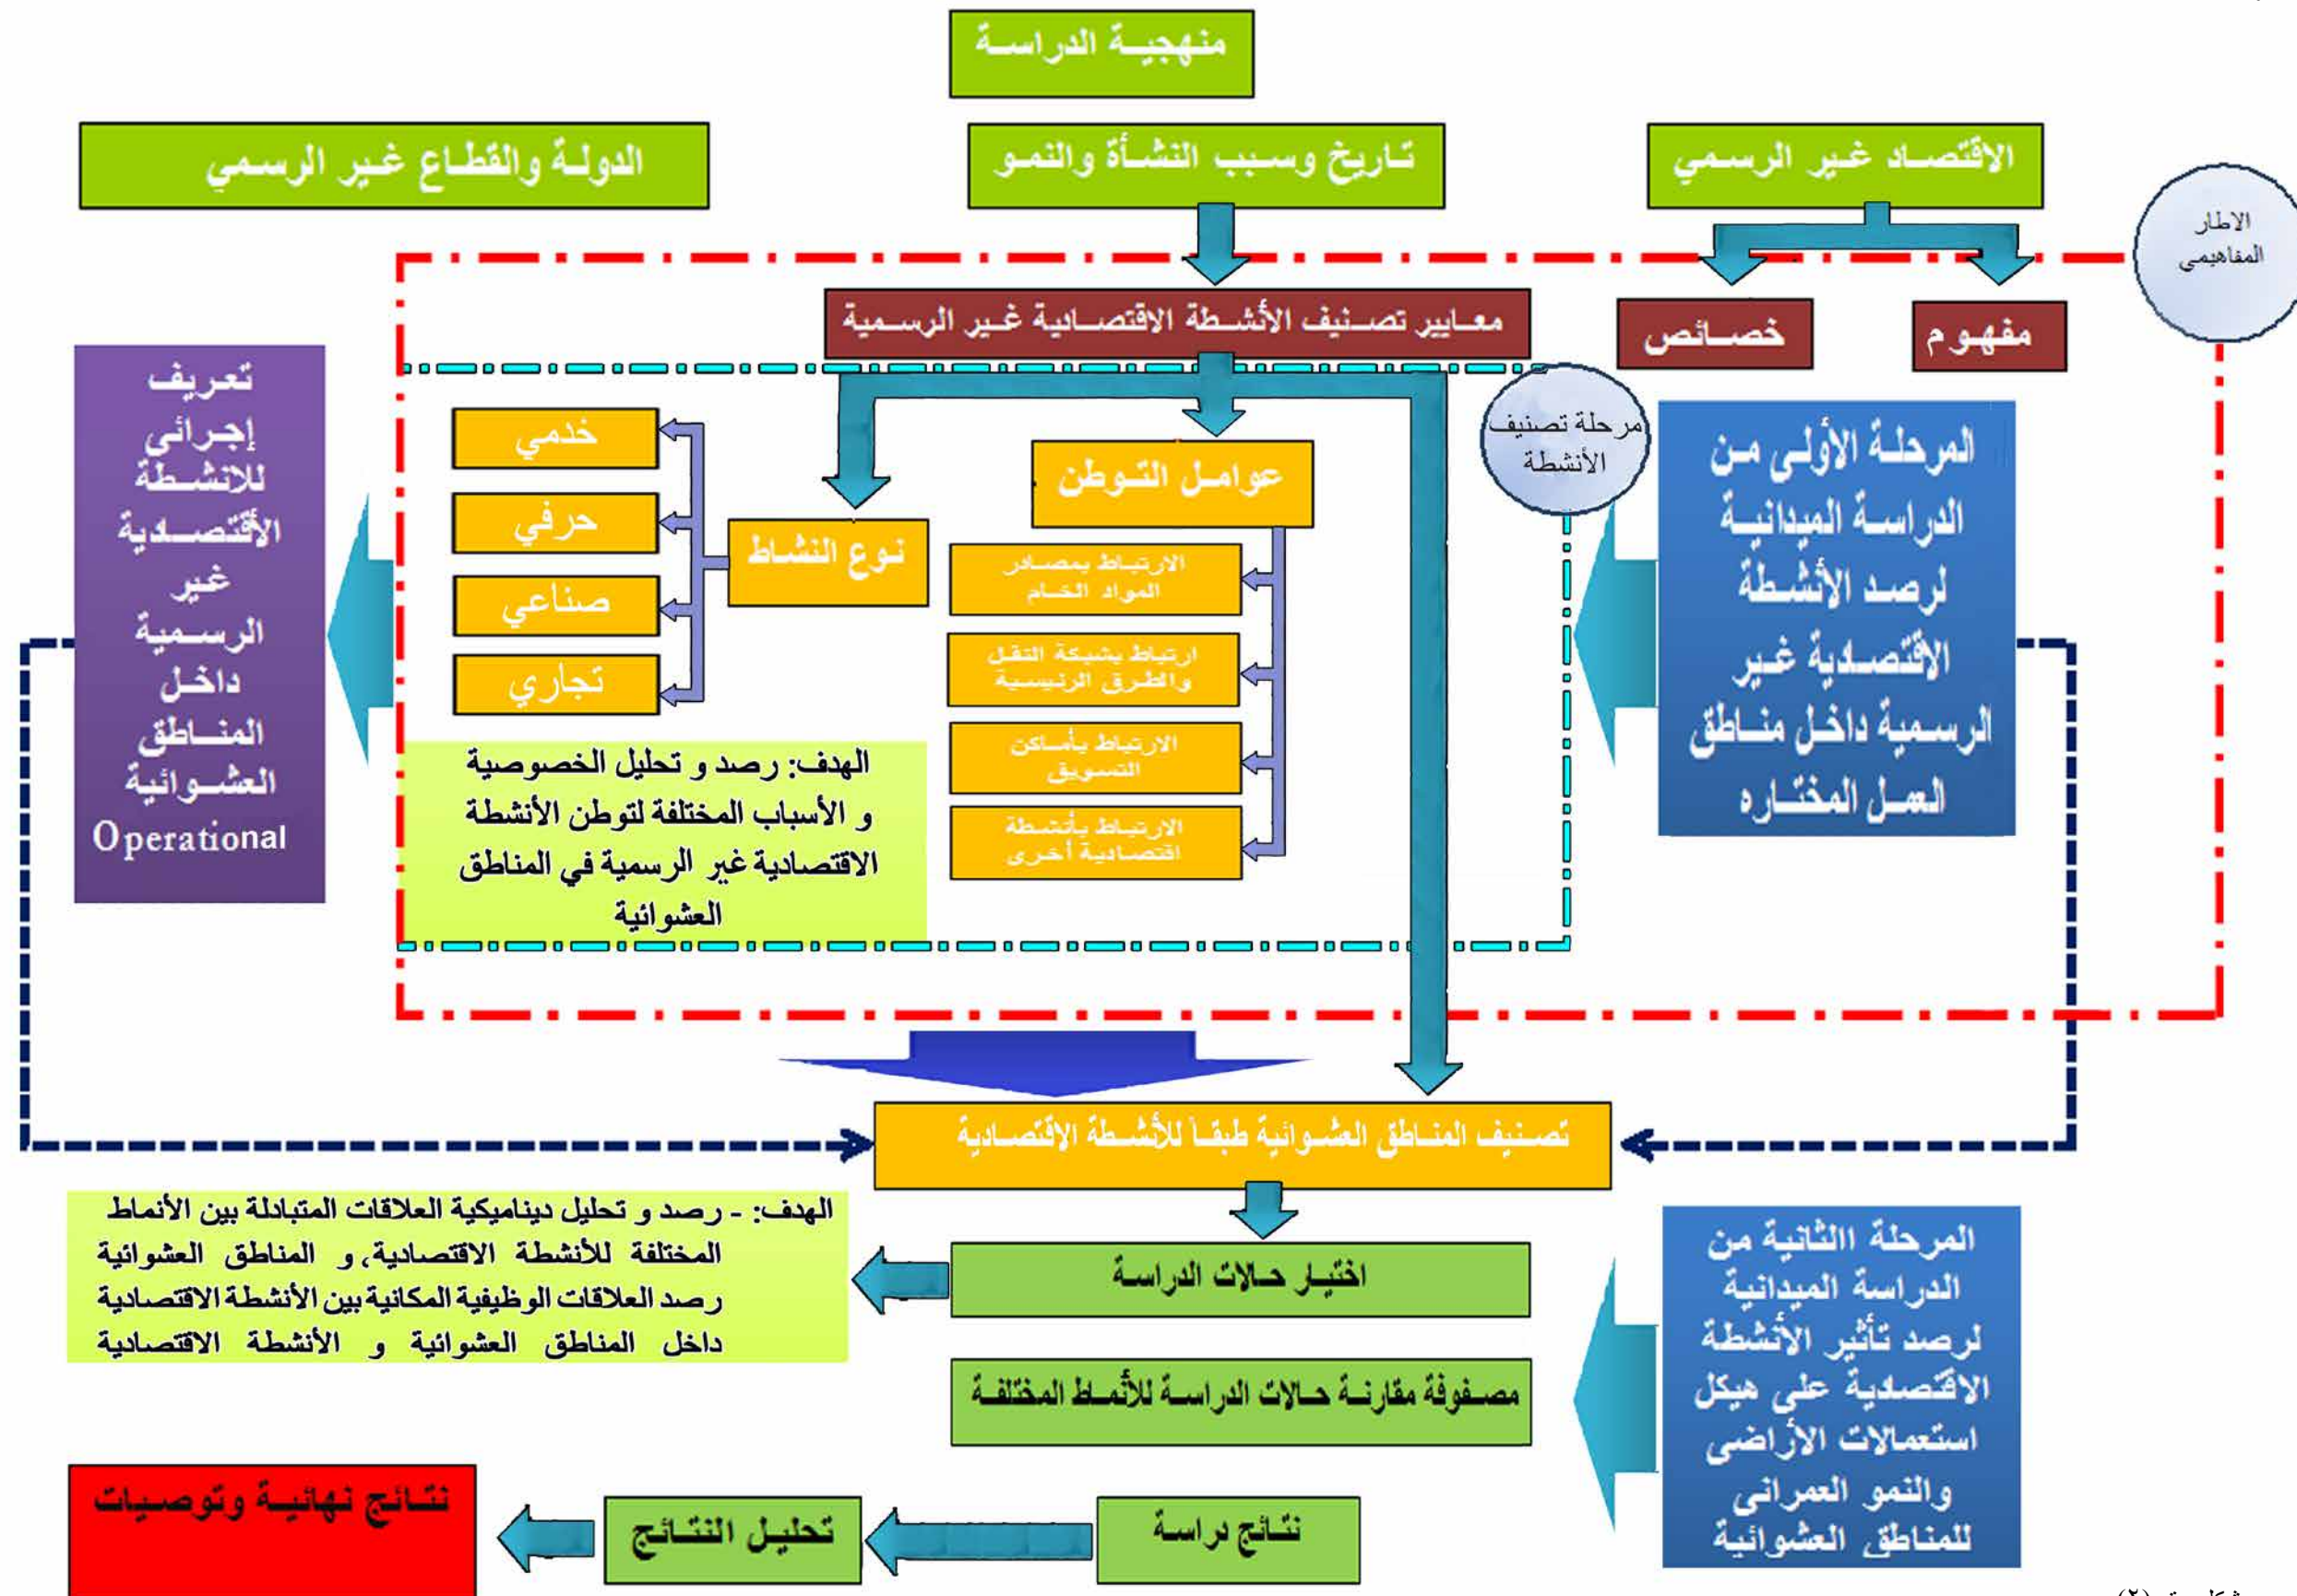 منهجية الدراسة
الاقتصاد غير الرسمي
تاريخ وسبب النشأة والنمو
الدولة والقطاع غير الرسمي
الاطار
المفاهيمي
مفهوم
خصائص
معايير تصنيف الأنشطة الاقتصادية غير الرسمية
مرحلة تصنيف
الأنشطة
المرحلة الأولى من
الدراسة الميدانية
لرصد الأنشطة
الاقتصادية غير
الرسمية داخل مناطق
العمل المختاره
عوامل التوطن
الارتباط بمصادر
المواد الخام
ارتباط بشبكة النقل
والطرق الرئيسية
الارتباط بأماكن
التسويق
الارتباط بأنشطة
اقتصادية أخرى
نوع النشاط
خدمي
حرفي
صناعي
تجاري
الهدف: رصد و تحليل الخصوصية
و الأسباب المختلفة لتوطن الأنشطة
الاقتصادية غير الرسمية في المناطق
العشوائية
تعريف
إجرائى
للانشطة
الأقتصادية
غير
الرسمية
داخل
المناطق
العشوائية
Operational
تصنيف المناطق العشوائية طبقا للأنشطة الاقتصادية
اختيار حالات الدراسة
الهدف: - رصد و تحليل ديناميكية العلاقات المتبادلة بين الأنماط
المختلفة للأنشطة الاقتصادية، و المناطق العشوائية
رصد العلاقات الوظيفية المكانية بين الأنشطة الاقتصادية
داخل المناطق العشوائية و الأنشطة الاقتصادية
المرحلة االثانية من
الدراسة الميدانية
لرصد تأثير الأنشطة
الاقتصادية على هيكل
استعمالات الأراضى
والنمو العمرانى
للمناطق العشوائية
مصفوفة مقارنة حالات الدراسة للأنماط المختلفة
نتائج دراسة
تحليل النتائج
نتائج نهائية وتوصيات